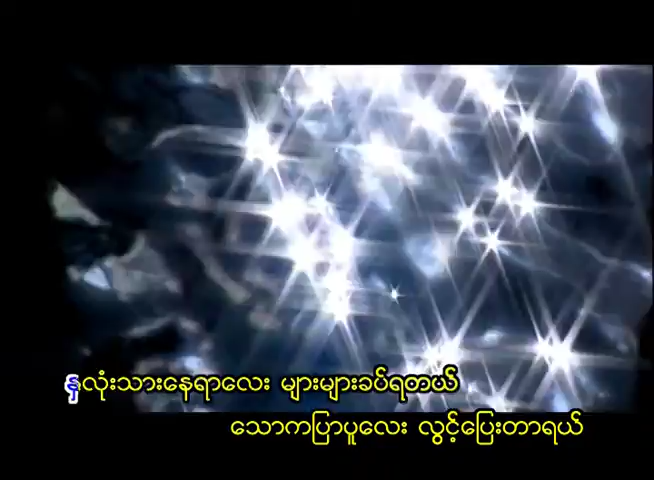 နှလုံးသားနေရာလေး များများခပ်ရတယ်
သောကပြာပူလေး လွင့်ပြေးတာရယ်